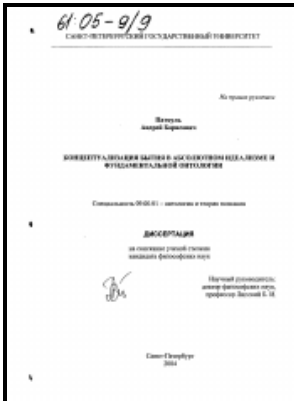 61:05-9/9
САНКТ-ПЕТЕРБУРГСКИЙ ГОСУДАРСТВЕННЫЙ УНИВЕРСИТЕТ
На правах рукописи
Паткуль
Андрей Борисович
КОНЦЕПТУАЛИЗАЦИЯ БЫТИЯ В АБСОЛЮТНОМ ИДЕАЛИЗМЕ И
ФУНДАМЕНТАЛЬНОЙ ОНТОЛОГИИ
Специальность 09.00.01 – онтология и теория познания
ДИССЕРТАЦИЯ
на соискание ученой степени
кандидата философских наук
Научный руководитель:
доктор философских наук,
профессор
Санкт-Петербург
2004